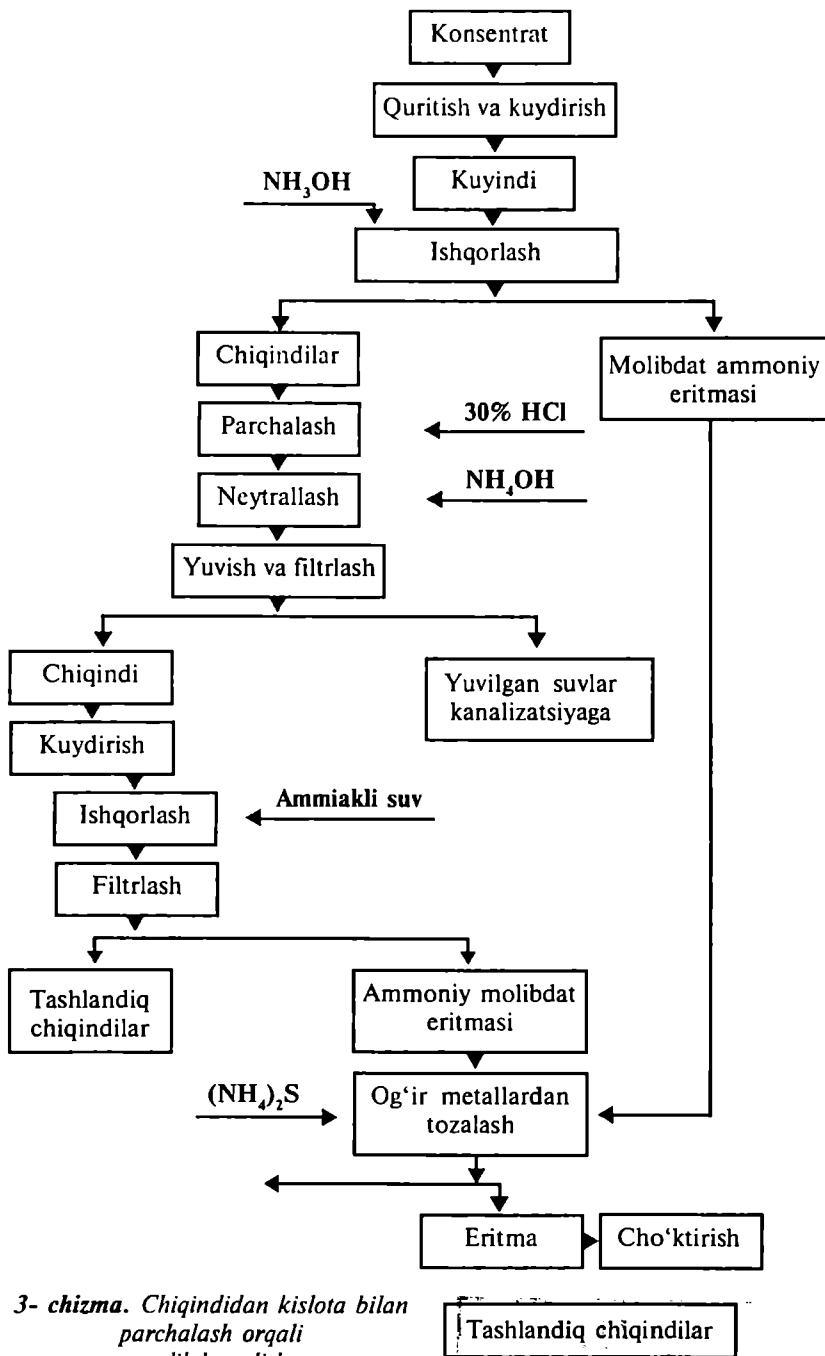 Konsentrat
Quritish va kuydirish
NH₃OH
Kuyindi
Ishqorlash
Chiqindilar
Molibdat ammoniy
eritmasi
30% HCl
Parchalash
NH₄OH
Neytrallash
Yuvish va filtrlash
Chiqindi
Yuvilgan suvlar
kanalizatsiyaga
Kuydirish
Ishqorlash
Ammiakli suv
Filtrlash
Tashlandiq
chiqindilar
Ammoniy molibdat
eritmasi
(NH₄)₂S
Og‘ir metallardan
tozalash
Eritma
Cho‘ktirish
3- chizma. Chiqindidan kislota bilan
parchalash orqali
Tashlandiq chiqindilar